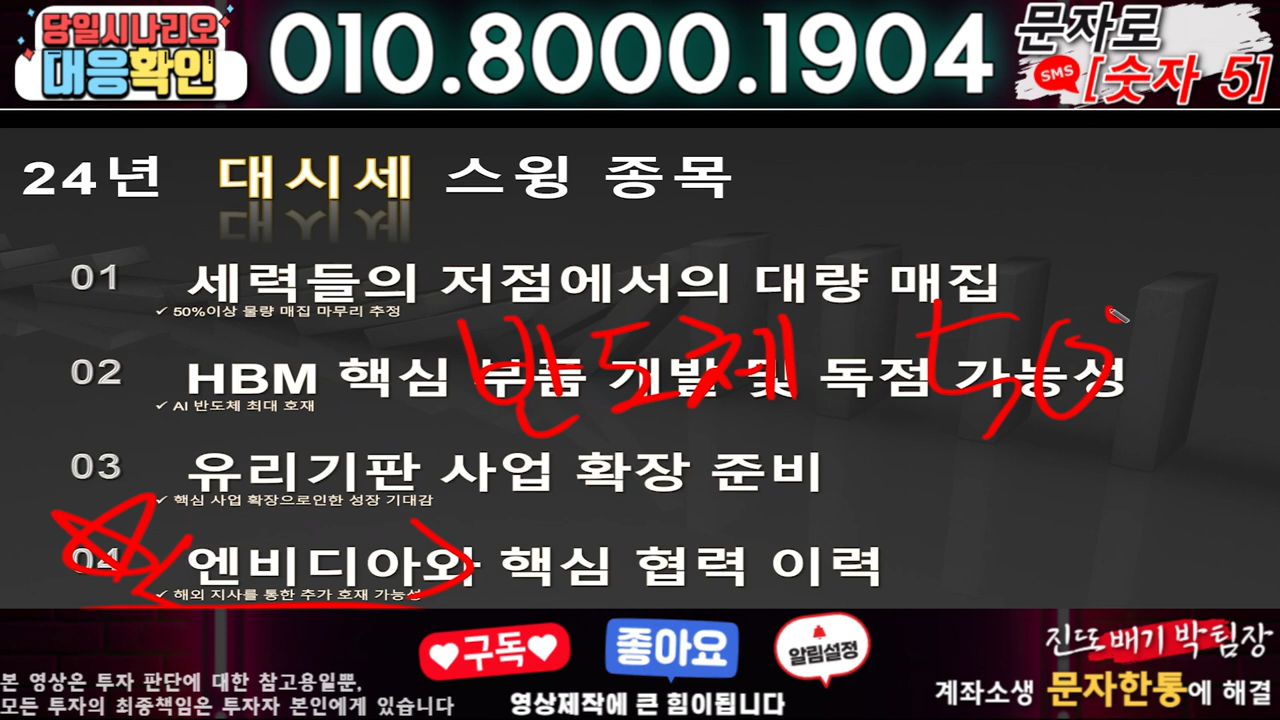 당일시나리오
대응확인
010.8000.1904
문자로
SMS [숫자 5]
24년 대시세 스윙 종목
01 세력들의 저점에서의 대량 매집
✓ 50%이상 물량 매집 마무리 추정
02 HBM 핵심 부품 개발 및 독점 가능성
✓ AI 반도체 최대 호재
반도체
03 유리기판 사업 확장 준비
✓ 핵심 사업 확장으로인한 성장 기대감
04 엔비디아와 핵심 협력 이력
✓ 해외 지사를 통한 추가 호재 가능성
구독
좋아요
알림설정
진또배기 박팀장
본 영상은 투자 판단에 대한 참고용일뿐,
모든 투자의 최종책임은 투자자 본인에게 있습니다
영상제작에 큰 힘이됩니다
계좌소생 문자한통에 해결